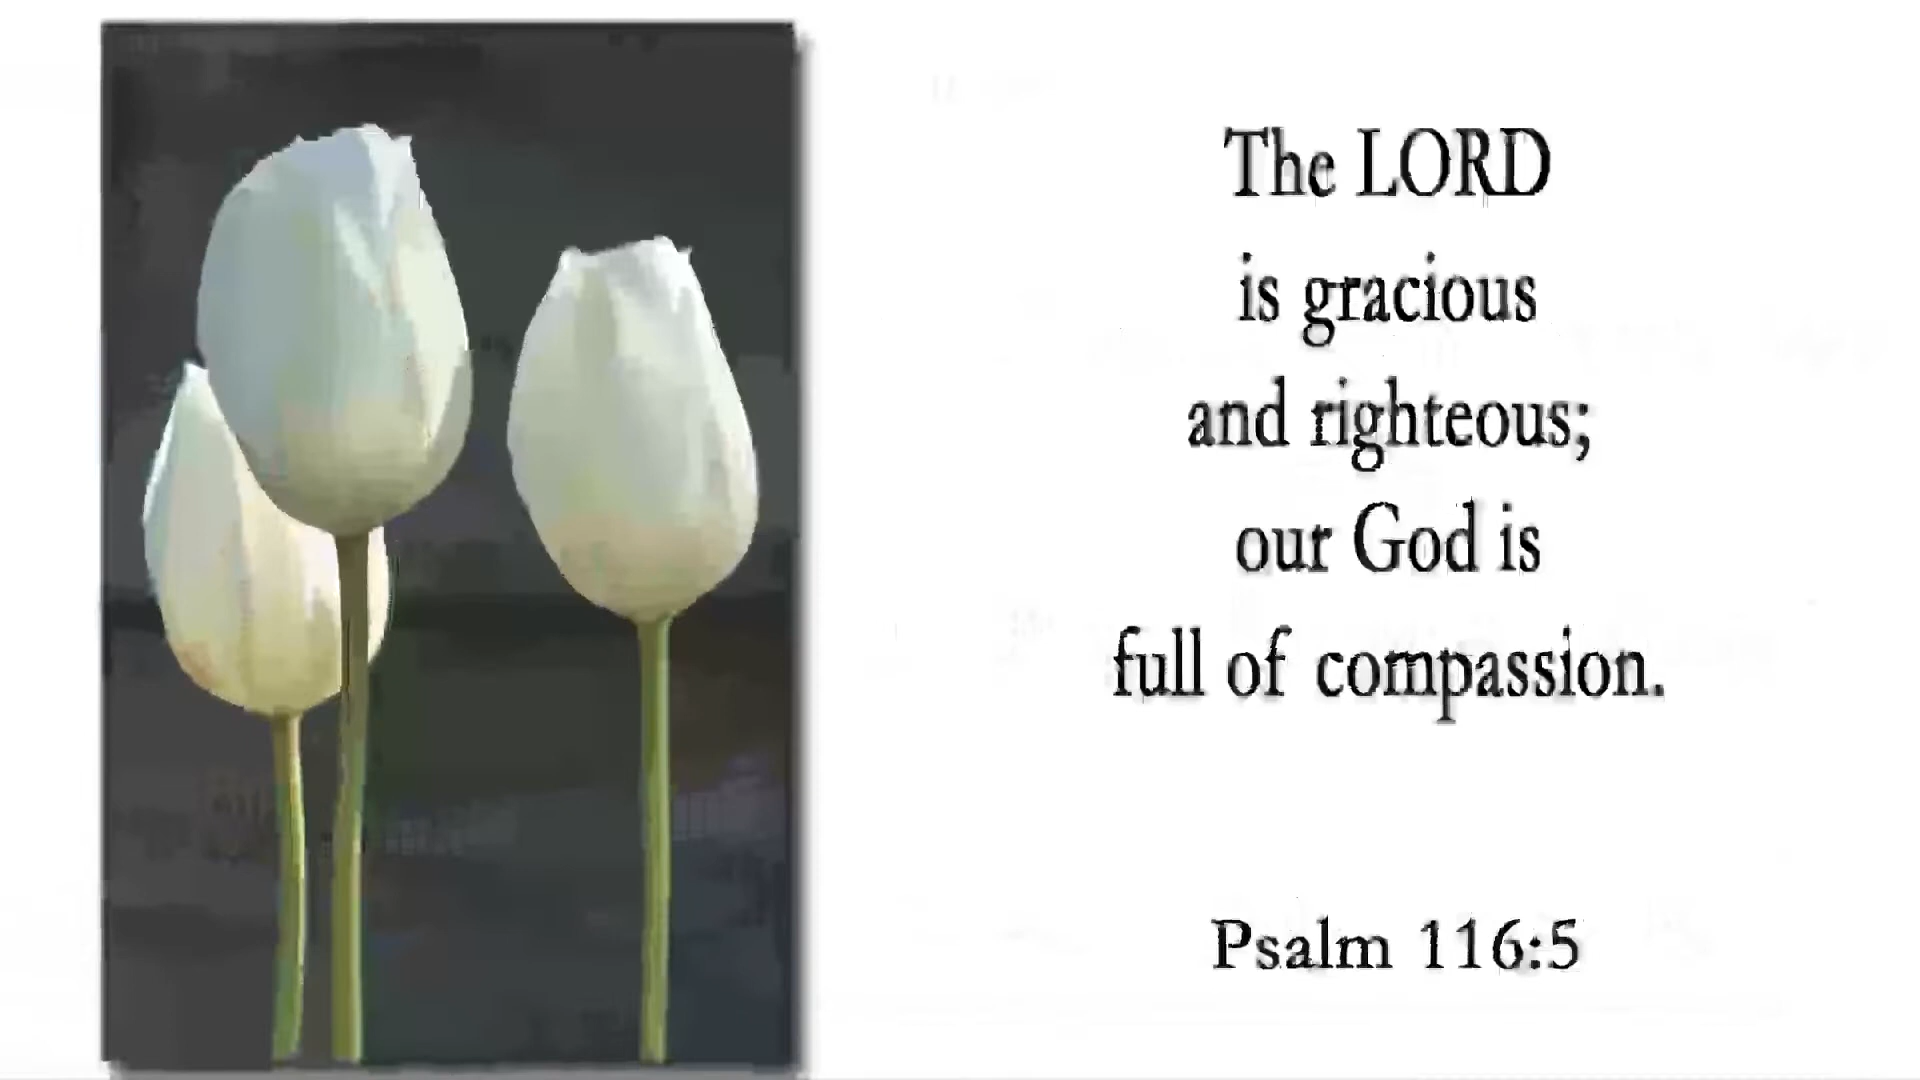 The LORD
is gracious
and righteous;
our God is
full of compassion.
Psalm 116:5